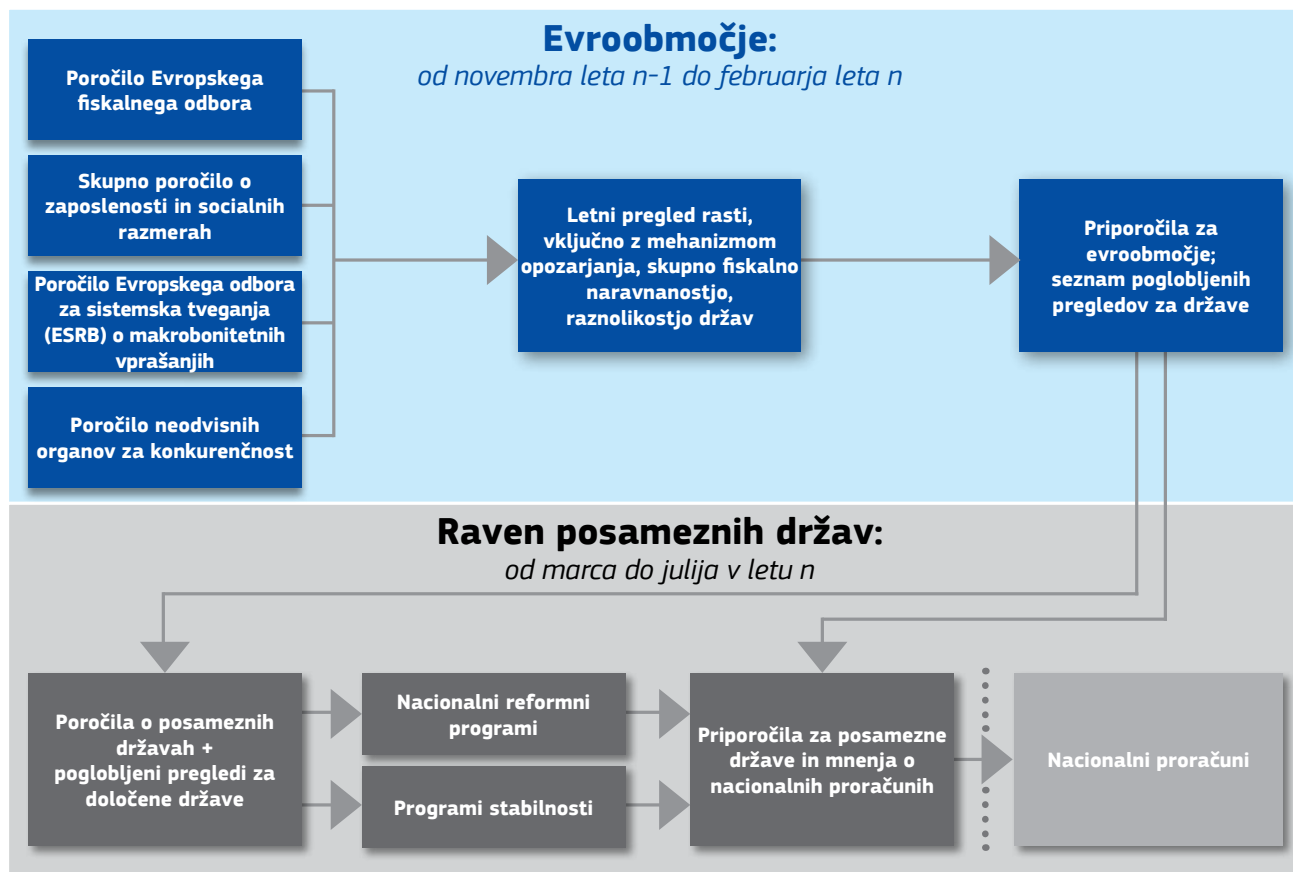 Evroobmočje:
od novembra leta n-1 do februarja leta n
Poročilo Evropskega
fiskalnega odbora
Skupno poročilo o
zaposlenosti in socialnih
razmerah
Poročilo Evropskega odbora
za sistemska tveganja
(ESRB) o makrobonitetnih
vprašanjih
Poročilo neodvisnih
organov za konkurenčnost
Letni pregled rasti,
vključno z mehanizmom
opozarjanja, skupno fiskalno
naravnanostjo,
raznolikostjo držav
Priporočila za
evroobmočje;
seznam poglobljenih
pregledov za države
Raven posameznih držav:
od marca do julija v letu n
Poročila o posameznih
državah +
poglobljeni pregledi za
določene države
Nacionalni reformni
programi
Programi stabilnosti
Priporočila za posamezne
države in mnenja o
nacionalnih proračunih
Nacionalni proračuni